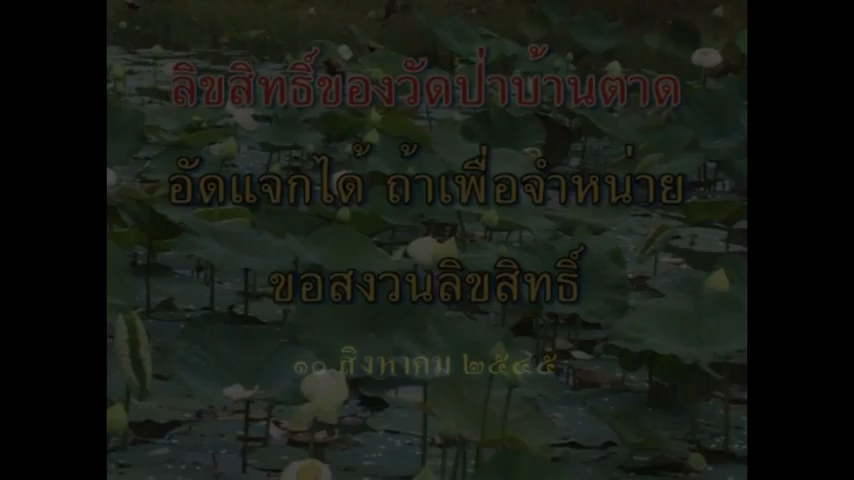 ลิขสิทธิ์ของวัดป่าบ้านตาด
อัดแจกได้ ถ้าเพื่อจำหน่าย
ขอสงวนลิขสิทธิ์
๑๐ สิงหาคม ๒๕๔๕